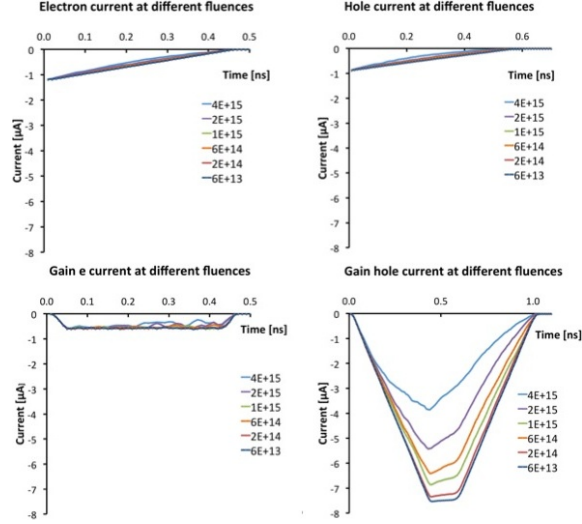 Electron current at different fluences
0.0 0.1 0.2 0.3 0.4 0.5
0
-1
-2
-3
-4
-5
-6
-7
-8
Time [ns]
Current [µA]
4E+15
2E+15
1E+15
6E+14
2E+14
6E+13
Hole current at different fluences
0.0 0.2 0.4 0.6
0
-1
-2
-3
-4
-5
-6
-7
-8
Time [ns]
Current [µA]
4E+15
2E+15
1E+15
6E+14
2E+14
6E+13
Gain e current at different fluences
0.0 0.1 0.2 0.3 0.4 0.5
0
-1
-2
-3
-4
-5
-6
-7
-8
Time [ns]
Current [µA]
4E+15
2E+15
1E+15
6E+14
2E+14
6E+13
Gain hole current at different fluences
0.0 0.5 1.0
0
-1
-2
-3
-4
-5
-6
-7
-8
Time [ns]
Current [µA]
4E+15
2E+15
1E+15
6E+14
2E+14
6E+13